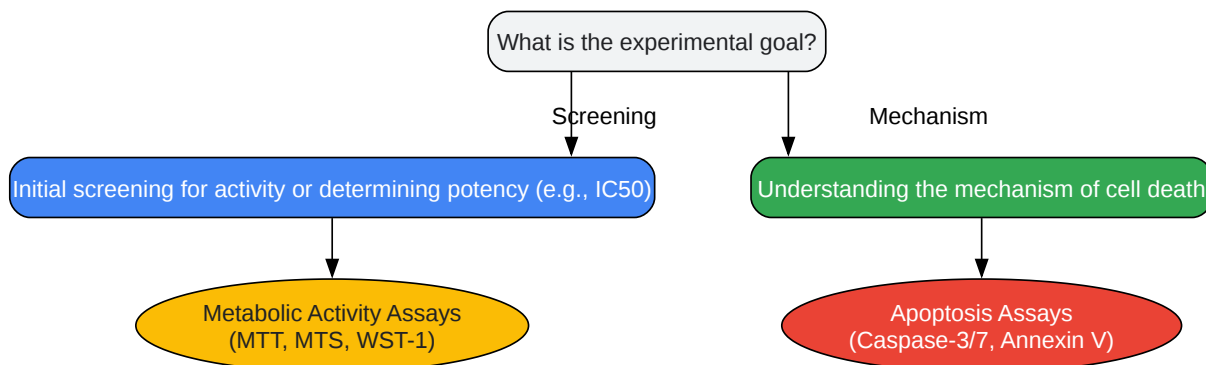 What is the experimental goal?
Screening
Mechanism
Initial screening for activity or determining potency (e.g., IC50)
Understanding the mechanism of cell death
Metabolic Activity Assays
(MTT, MTS, WST-1)
Apoptosis Assays
(Caspase-3/7, Annexin V)